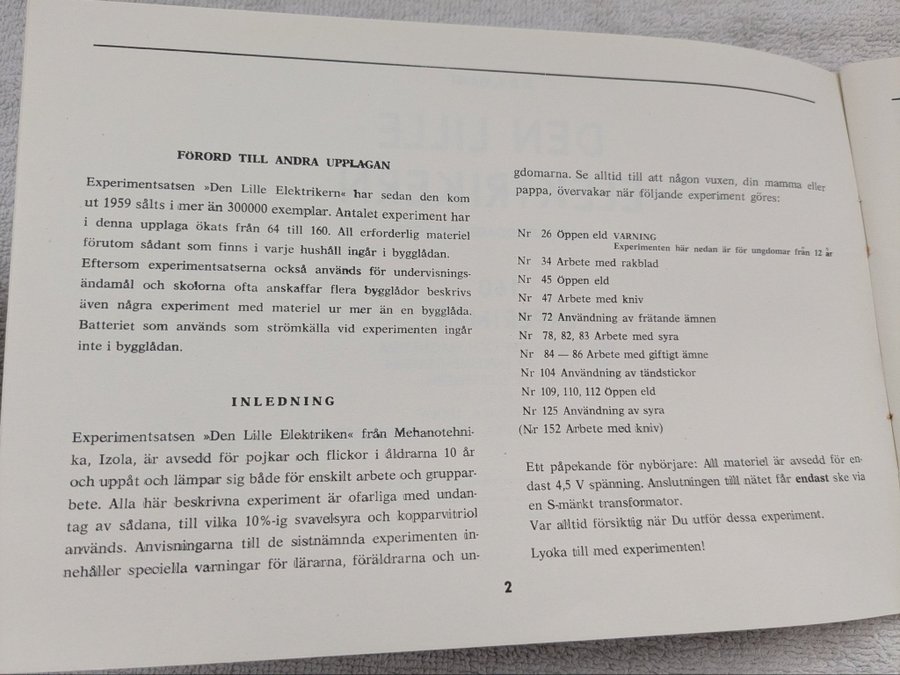 FÖRORD TILL ANDRA UPPLAGAN
Experimentsatsen »Den Lille Elektrikern« har sedan den kom
ut 1959 sålts i mer än 300000 exemplar. Antalet experiment har
i denna upplaga ökats från 64 till 160. All erforderlig materiel
förutom sådant som finns i varje hushåll ingår i bygglådan.
Eftersom experimentsatserna också används för undervisnings-
ändamål och skolorna ofta anskaffar flera bygglådor beskrivs
även några experiment med materiel ur mer än en bygglåda.
Batteriet som används som strömkälla vid experimenten ingår
inte i bygglådan.
INLEDNING
Experimentsatsen »Den Lille Elektriken« från Mehanotehni-
ka, Izola, är avsedd för pojkar och flickor i åldrarna 10 år
och uppåt och lämpar sig både för enskilt arbete och grupparbete-
bete. Alla här beskrivna experiment är ofarliga med undan-
tag av sådana, till vilka 10%-ig svavelsyra och kopparvitriol
används. Anvisningarna till de sistnämnda experimenten in-
nehåller speciella varningar för lärarna, föräldrarna och un-
gdomarna. Se alltid till att någon vuxen, din mamma eller
pappa, övervakar när följande experiment göres:
Nr 26 Öppen eld VARNING
Experimenten här nedan är för ungdomar från 12 år
Nr 34 Arbete med rakblad
Nr 45 Öppen eld
Nr 47 Arbete med kniv
Nr 72 Användning av frätande ämnen
Nr 78, 82, 83 Arbete med syra
Nr 84 — 86 Arbete med giftigt ämne
Nr 104 Användning av tändstickor
Nr 109, 110, 112 Öppen eld
Nr 125 Användning av syra
(Nr 152 Arbete med kniv)
Ett påpekande för nybörjare: All materiel är avsedd för en-
dast 4,5 V spänning. Anslutningen till nätet får endast ske via
en S-märkt transformator.
Var alltid försiktig när Du utför dessa experiment.
Lyoka till med experimenten!
2